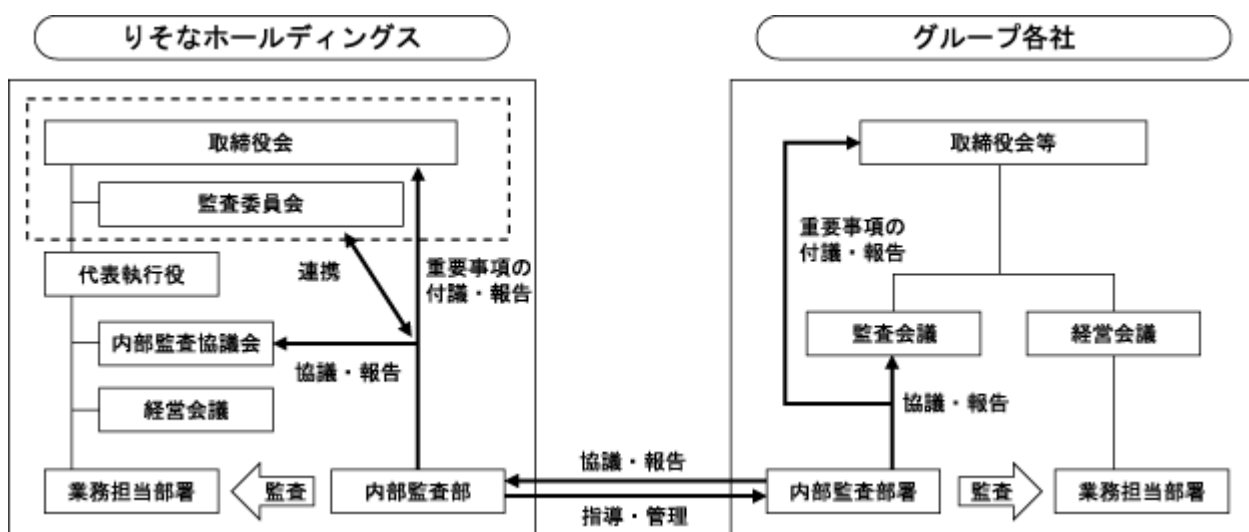 りそなホールディングス
取締役会
監査委員会
代表執行役
連携
重要事項の
付議・報告
内部監査協議会
協議・報告
経営会議
業務担当部署
監査
内部監査部
協議・報告
指導・管理
グループ各社
取締役会等
重要事項の
付議・報告
監査会議
経営会議
協議・報告
内部監査部署
監査
業務担当部署